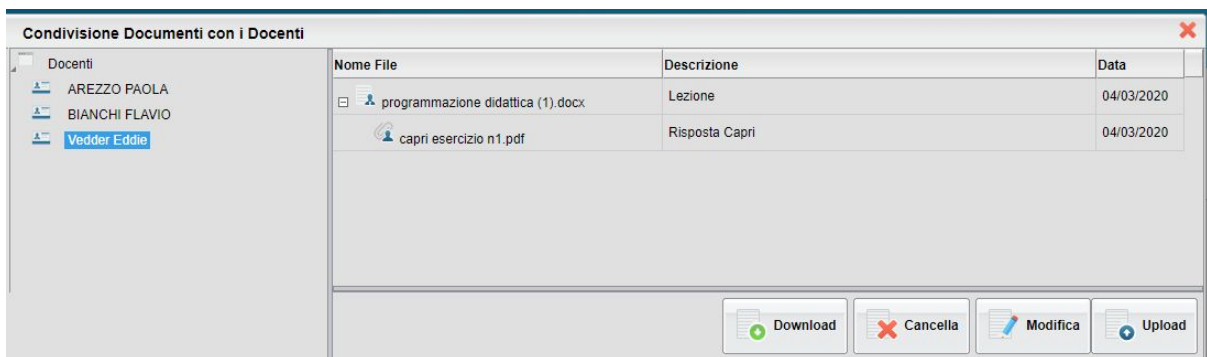 Condivisione Documenti con i Docenti
Docenti
AREZZO PAOLA
BIANCHI FLAVIO
Vedder Eddie
Nome File Descrizione Data
programmazione didattica (1).docx Lezione 04/03/2020
capri esercizio n1.pdf Risposta Capri 04/03/2020
Download Cancella Modifica Upload